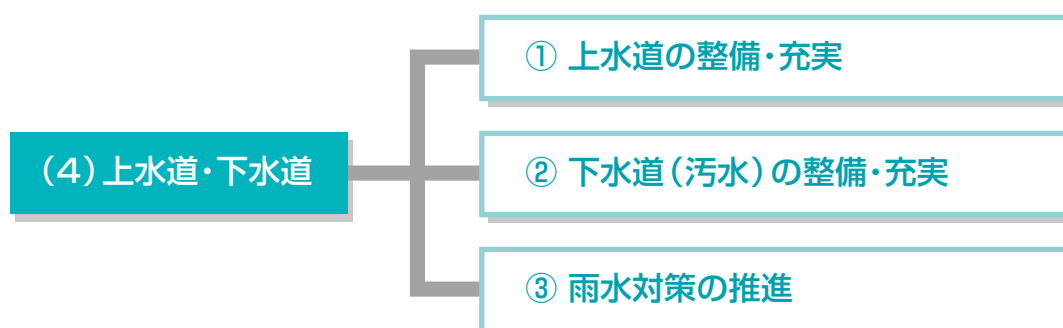 (4)上水道・下水道
① 上水道の整備・充実
② 下水道(汚水)の整備・充実
③ 雨水対策の推進